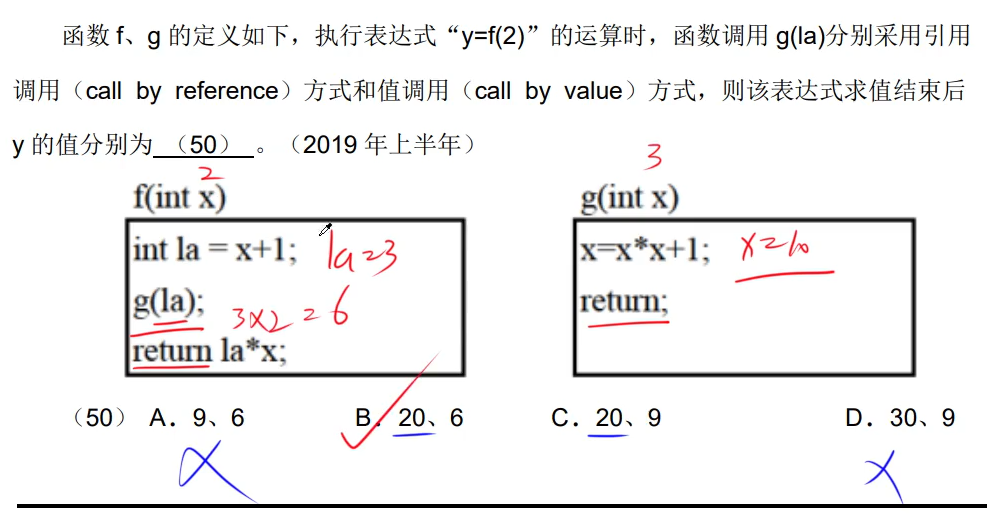 函数 f、g 的定义如下，执行表达式“y=f(2)”的运算时，函数调用 g(la)分别采用引用
调用（call by reference）方式和值调用（call by value）方式，则该表达式求值结束后
y 的值分别为 （50） 。（2019 年上半年）
2
3
f(int x)
g(int x)
int la = x+1; la=3
x=x*x+1; x=10
g(la); 3×2=6
return;
return la*x;
（50） A．9、6 B．20、6 C．20、9 D．30、9